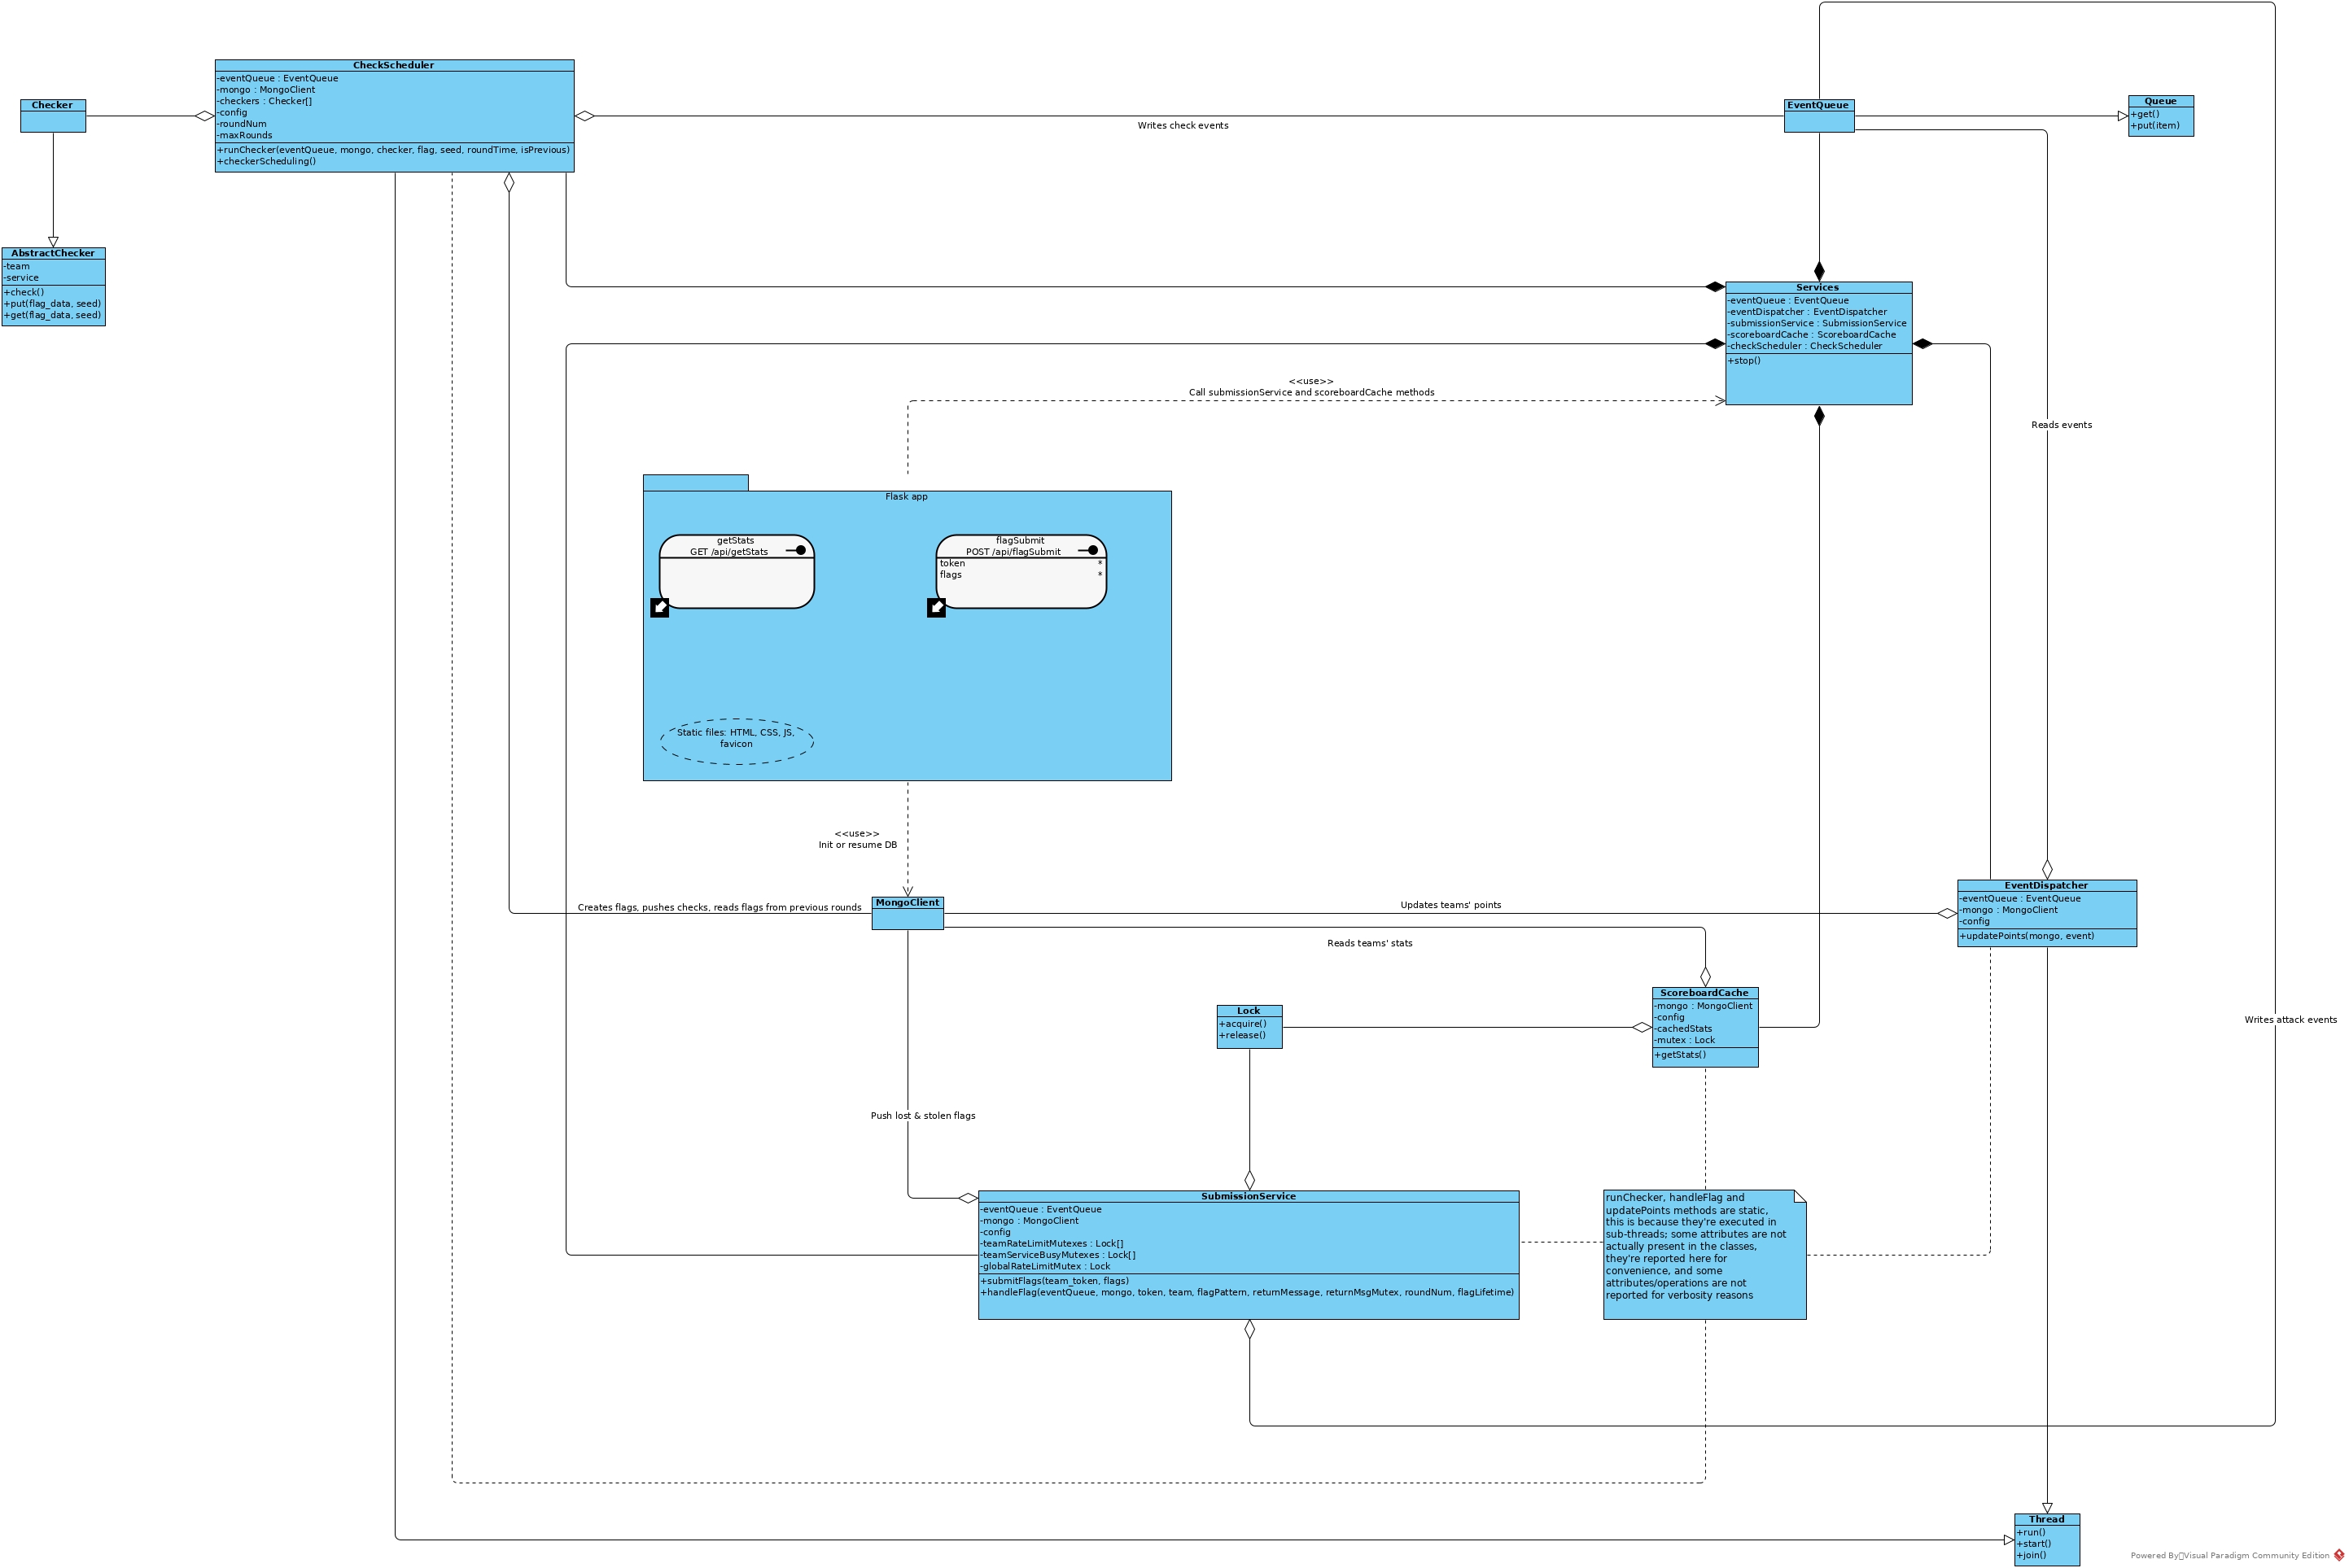 CheckScheduler
-eventQueue : EventQueue
-mongo : MongoClient
-checkers : Checker[]
-config
-roundNum
-maxRounds
+runChecker(eventQueue, mongo, checker, flag, seed, roundTime, isPrevious)
+checkerScheduling()
Checker
Writes check events
EventQueue
Queue
+get()
+put(item)
AbstractChecker
-team
-service
+check()
+put(flag_data, seed)
+get(flag_data, seed)
Services
-eventQueue : EventQueue
-eventDispatcher : EventDispatcher
-submissionService : SubmissionService
-scoreboardCache : ScoreboardCache
-checkScheduler : CheckScheduler
+stop()
<<use>>
Call submissionService and scoreboardCache methods
Reads events
Flask app
getStats
GET /api/getStats
flagSubmit
POST /api/flagSubmit
token *
flags *
Static files: HTML, CSS, JS,
favicon
<<use>>
Init or resume DB
Creates flags, pushes checks, reads flags from previous rounds
MongoClient
Updates teams' points
Reads teams' stats
EventDispatcher
-eventQueue : EventQueue
-mongo : MongoClient
-config
+updatePoints(mongo, event)
ScoreboardCache
-mongo : MongoClient
-config
-cachedStats
-mutex : Lock
+getStats()
Lock
+acquire()
+release()
Writes attack events
Push lost & stolen flags
SubmissionService
-eventQueue : EventQueue
-mongo : MongoClient
-config
-teamRateLimitMutexes : Lock[]
-teamServiceBusyMutexes : Lock[]
-globalRateLimitMutex : Lock
+submitFlags(team_token, flags)
+handleFlag(eventQueue, mongo, token, team, flagPattern, returnMessage, returnMsgMutex, roundNum, flagLifetime)
runChecker, handleFlag and
updatePoints methods are static,
this is because they're executed in
sub-threads; some attributes are not
actually present in the classes,
they're reported here for
convenience, and some
attributes/operations are not
reported for verbosity reasons
Thread
+run()
+start()
+join()
Powered By Visual Paradigm Community Edition